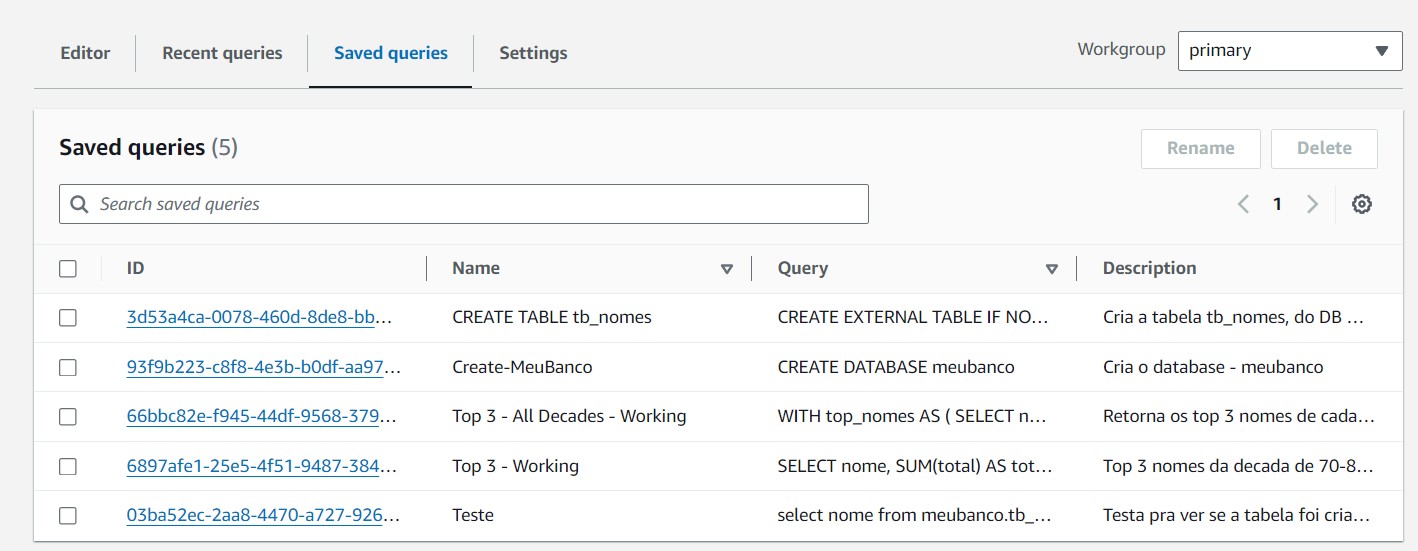 Editor Recent queries Saved queries Settings Workgroup primary
Saved queries (5) Rename Delete
Search saved queries 1
ID Name Query Description
3d53a4ca-0078-460d-8de8-bb... CREATE TABLE tb_nomes CREATE EXTERNAL TABLE IF NO... Cria a tabela tb_nomes, do DB ...
93f9b223-c8f8-4e3b-b0df-aa97... Create-MeuBanco CREATE DATABASE meubanco Cria o database - meubanco
66bbc82e-f945-44df-9568-379... Top 3 - All Decades - Working WITH top_nomes AS ( SELECT n... Retorna os top 3 nomes de cada...
6897afe1-25e5-4f51-9487-384... Top 3 - Working SELECT nome, SUM(total) AS tot... Top 3 nomes da decada de 70-8...
03ba52ec-2aa8-4470-a727-926... Teste select nome from meubanco.tb_... Testa pra ver se a tabela foi cria...